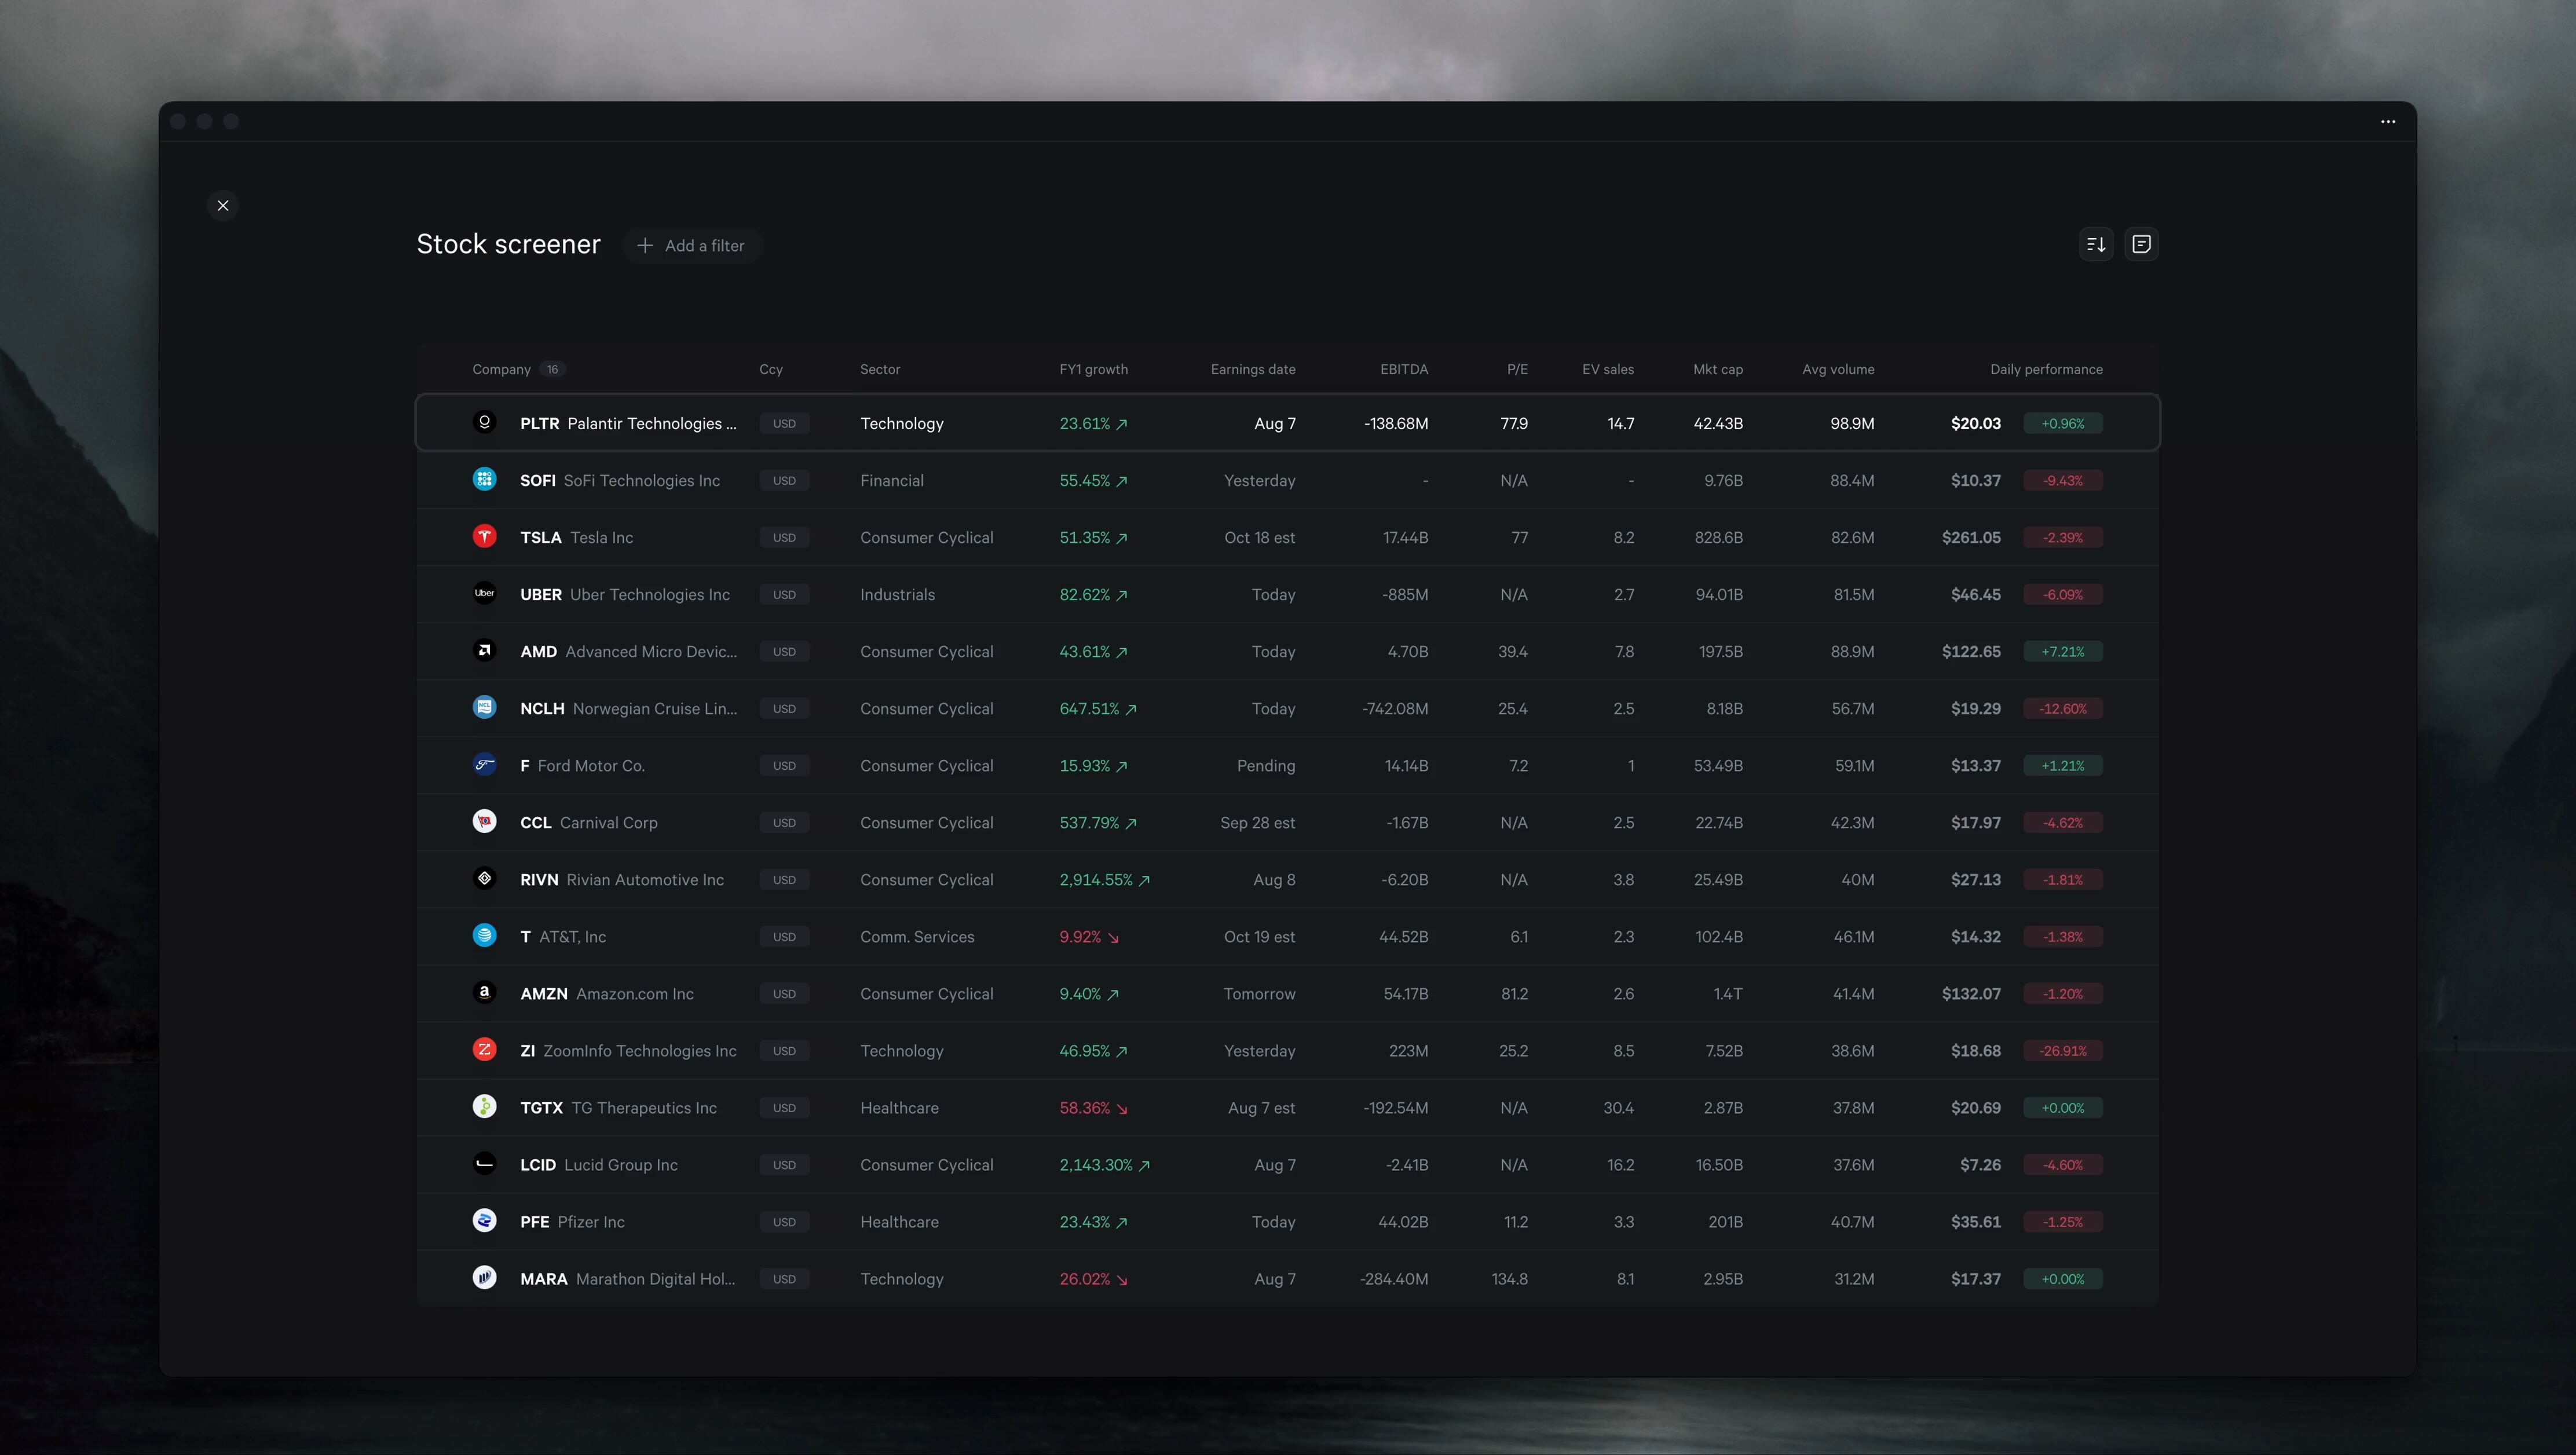 Stock screener + Add a filter
Company 16 Ccy Sector FY1 growth Earnings date EBITDA P/E EV sales Mkt cap Avg volume Daily performance
PLTR Palantir Technologies ... USD Technology 23.61% ↗ Aug 7 -138.68M 77.9 14.7 42.43B 98.9M $20.03 +0.96%
SOFI SoFi Technologies Inc USD Financial 55.45% ↗ Yesterday - N/A - 9.76B 88.4M $10.37 -9.43%
TSLA Tesla Inc USD Consumer Cyclical 51.35% ↗ Oct 18 est 17.44B 77 8.2 828.6B 82.6M $261.05 -2.39%
Uber UBER Uber Technologies Inc USD Industrials 82.62% ↗ Today -885M N/A 2.7 94.01B 81.5M $46.45 -6.09%
AMD Advanced Micro Devic... USD Consumer Cyclical 43.61% ↗ Today 4.70B 39.4 7.8 197.5B 88.9M $122.65 +7.21%
NCL NCLH Norwegian Cruise Lin... USD Consumer Cyclical 647.51% ↗ Today -742.08M 25.4 2.5 8.18B 56.7M $19.29 -12.60%
F Ford Motor Co. USD Consumer Cyclical 15.93% ↗ Pending 14.14B 7.2 1 53.49B 59.1M $13.37 +1.21%
CCL Carnival Corp USD Consumer Cyclical 537.79% ↗ Sep 28 est -1.67B N/A 2.5 22.74B 42.3M $17.97 -4.62%
RIVN Rivian Automotive Inc USD Consumer Cyclical 2,914.55% ↗ Aug 8 -6.20B N/A 3.8 25.49B 40M $27.13 -1.81%
T AT&T, Inc USD Comm. Services 9.92% ↘ Oct 19 est 44.52B 6.1 2.3 102.4B 46.1M $14.32 -1.38%
a AMZN Amazon.com Inc USD Consumer Cyclical 9.40% ↗ Tomorrow 54.17B 81.2 2.6 1.4T 41.4M $132.07 -1.20%
Z ZI ZoomInfo Technologies Inc USD Technology 46.95% ↗ Yesterday 223M 25.2 8.5 7.52B 38.6M $18.68 -26.91%
TGTX TG Therapeutics Inc USD Healthcare 58.36% ↘ Aug 7 est -192.54M N/A 30.4 2.87B 37.8M $20.69 +0.00%
LCID Lucid Group Inc USD Consumer Cyclical 2,143.30% ↗ Aug 7 -2.41B N/A 16.2 16.50B 37.6M $7.26 -4.60%
PFE Pfizer Inc USD Healthcare 23.43% ↗ Today 44.02B 11.2 3.3 201B 40.7M $35.61 -1.25%
MARA Marathon Digital Hol... USD Technology 26.02% ↘ Aug 7 -284.40M 134.8 8.1 2.95B 31.2M $17.37 +0.00%